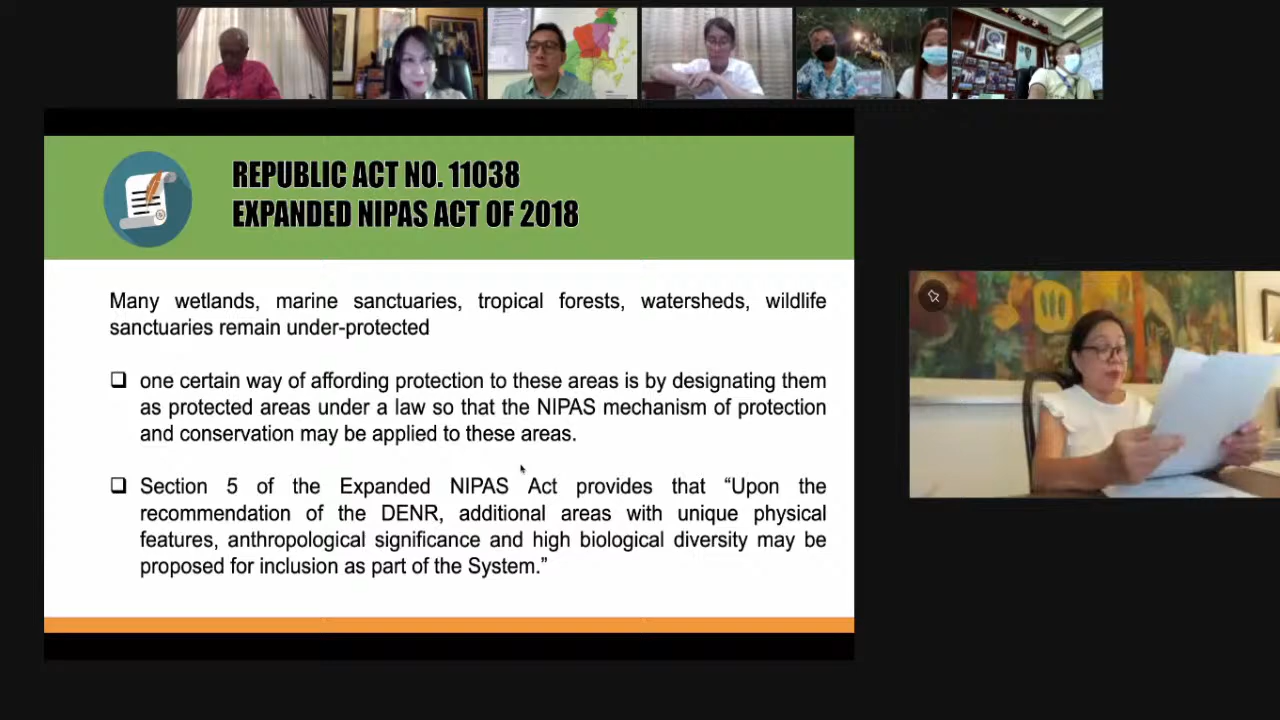 REPUBLIC ACT NO. 11038
EXPANDED NIPAS ACT OF 2018
Many wetlands, marine sanctuaries, tropical forests, watersheds, wildlife
sanctuaries remain under-protected
one certain way of affording protection to these areas is by designating them
as protected areas under a law so that the NIPAS mechanism of protection
and conservation may be applied to these areas.
Section 5 of the Expanded NIPAS Act provides that “Upon the
recommendation of the DENR, additional areas with unique physical
features, anthropological significance and high biological diversity may be
proposed for inclusion as part of the System.”